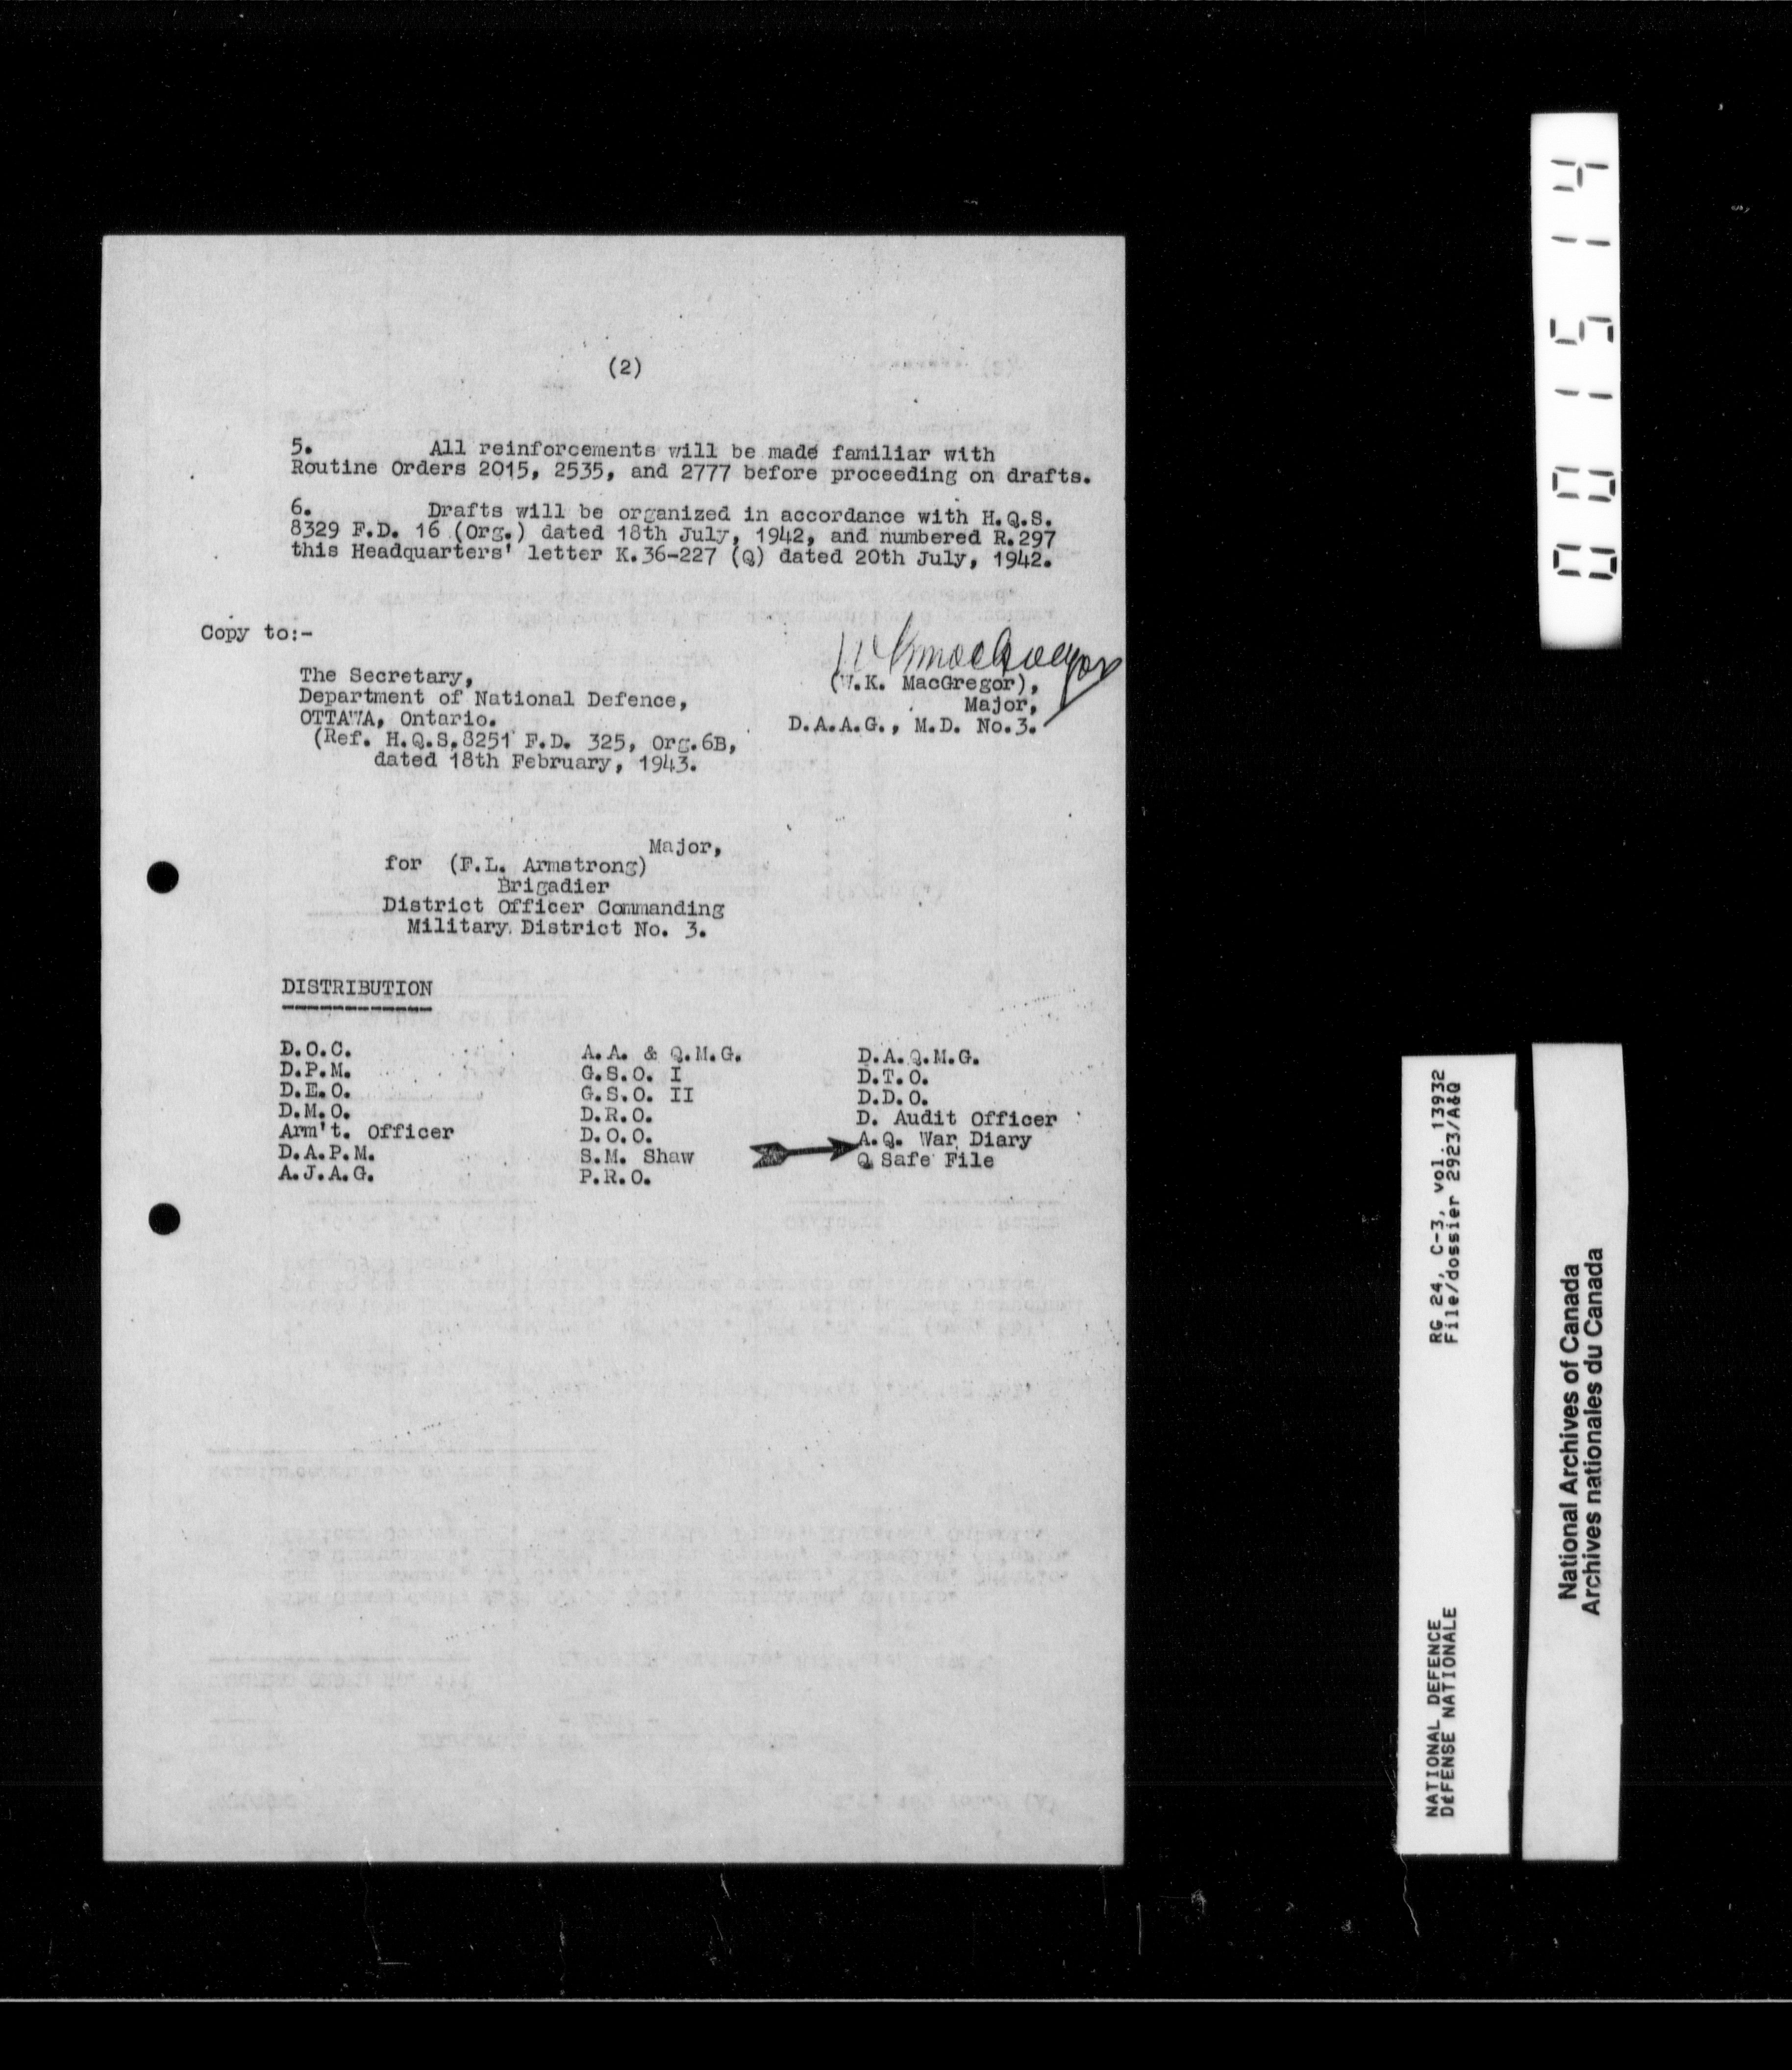 (2)
5. All reinforcements will be made familiar with
Routine Orders 2015, 2535, and 2777 before proceeding on drafts.
6. Drafts will be organized in accordance with H.Q.S.
8329 F.D. 16 (Org.) dated 18th July, 1942, and numbered R.297
this Headquarters' letter K.36-227 (Q) dated 20th July, 1942.
Copy to:-
The Secretary,
Department of National Defence,
OTTAWA, Ontario.
(Ref. H.Q.S.8251 F.D. 325, Org.6B,
dated 18th February, 1943.
WKMacGregor
(W.K. MacGregor),
Major,
D.A.A.G., M.D. No.3.
Major,
for (F.L. Armstrong)
Brigadier
District Officer Commanding
Military District No. 3.
DISTRIBUTION
D.O.C.
D.P.M.
D.E.O.
D.M.O.
Arm't. Officer
D.A.P.M.
A.J.A.G.
A.A. & Q.M.G.
G.S.O. I
G.S.O. II
D.R.O.
D.O.O.
S.M. Shaw
P.R.O.
D.A.Q.M.G.
D.T.O.
D.D.O.
D. Audit Officer
A.Q. War Diary
Q Safe File
001514
NATIONAL DEFENCE RG 24, C-3, vol. 13932
DÉFENSE NATIONALE File/dossier 2923/A&Q
National Archives of Canada
Archives nationales du Canada